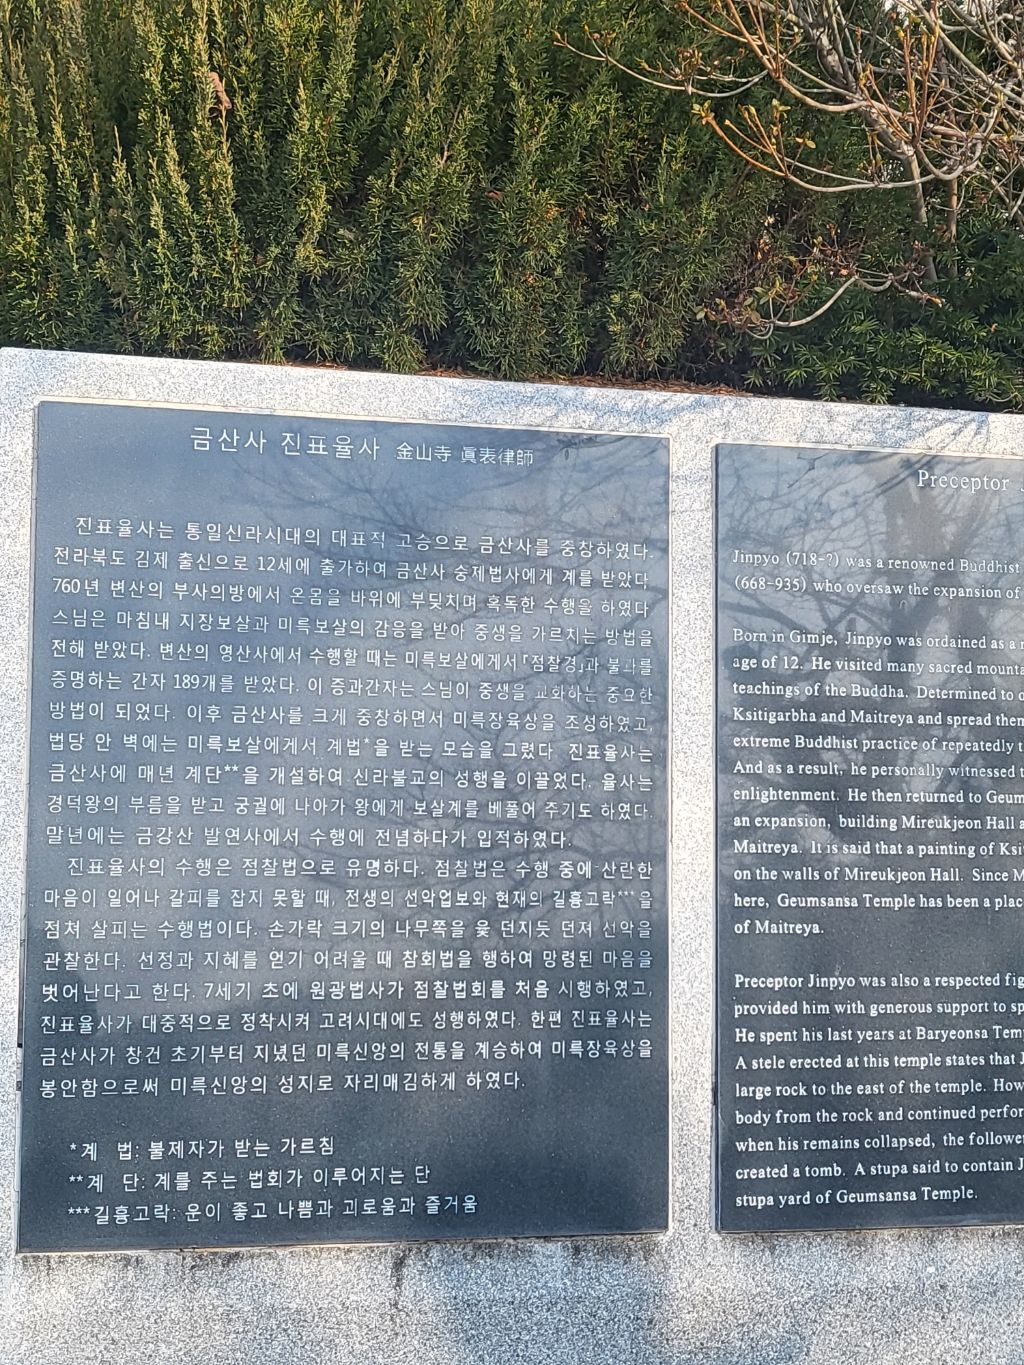 금산사 진표율사 金山寺 眞表律師
진표율사는 통일신라시대의 대표적 고승으로 금산사를 중창하였다.
전라북도 김제 출신으로 12세에 출가하여 금산사 숭제법사에게 계를 받았다
760년 변산의 부사의방에서 온몸을 바위에 부딪치며 혹독한 수행을 하였다
스님은 마침내 지장보살과 미륵보살의 감응을 받아 중생을 가르치는 방법을
전해 받았다. 변산의 영산사에서 수행할 때는 미륵보살에게서 『점찰경』과 불과를
증명하는 간자 189개를 받았다. 이 증과간자는 스님이 중생을 교화하는 중요한
방법이 되었다. 이후 금산사를 크게 중창하면서 미륵장육상을 조성하였고,
법당 안 벽에는 미륵보살에게서 계법*을 받는 모습을 그렸다 진표율사는
금산사에 매년 계단**을 개설하여 신라불교의 성행을 이끌었다. 율사는
경덕왕의 부름을 받고 궁궐에 나아가 왕에게 보살계를 베풀어 주기도 하였다.
말년에는 금강산 발연사에서 수행에 전념하다가 입적하였다.
진표율사의 수행은 점찰법으로 유명하다. 점찰법은 수행 중에 산란한
마음이 일어나 갈피를 잡지 못할 때, 전생의 선악업보와 현재의 길흉고락***을
점쳐 살피는 수행법이다. 손가락 크기의 나무쪽을 윷 던지듯 던져 선악을
관찰한다. 선정과 지혜를 얻기 어려울 때 참회법을 행하여 망령된 마음을
벗어난다고 한다. 7세기 초에 원광법사가 점찰법회를 처음 시행하였고,
진표율사가 대중적으로 정착시켜 고려시대에도 성행하였다. 한편 진표율사는
금산사가 창건 초기부터 지녔던 미륵신앙의 전통을 계승하여 미륵장육상을
봉안함으로써 미륵신앙의 성지로 자리매김하게 하였다.
*계 법: 불제자가 받는 가르침
**계 단: 계를 주는 법회가 이루어지는 단
***길흉고락: 운이 좋고 나쁨과 괴로움과 즐거움
Preceptor
Jinpyo (718-?) was a renowned Buddhist
(668-935) who oversaw the expansion of
Born in Gimje, Jinpyo was ordained as a
age of 12. He visited many sacred
teachings of the Buddha. Determined to
Ksitigarbha and Maitreya and spread
extreme Buddhist practice of repeatedly
And as a result, he personally witnessed
enlightenment. He then returned to
an expansion, building Mireukjeon Hall
Maitreya. It is said that a painting of
on the walls of Mireukjeon Hall. Since
here, Geumsansa Temple has been a
of Maitreya.
Preceptor Jinpyo was also a respected
provided him with generous support to
He spent his last years at Baryeonsa
A stele erected at this temple states that
large rock to the east of the temple.
body from the rock and continued
when his remains collapsed, the
created a tomb. A stupa said to contain
stupa yard of Geumsansa Temple.